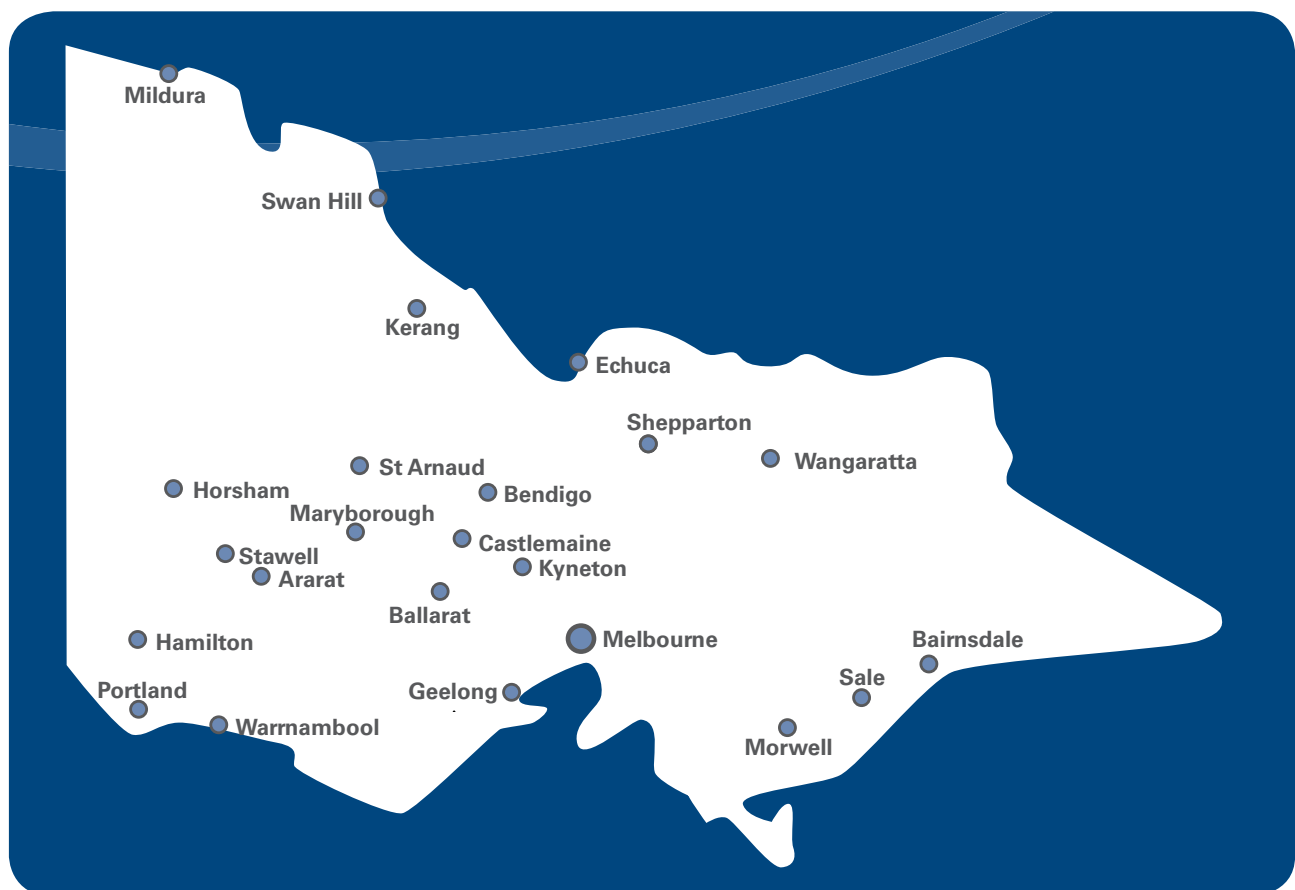 Mildura
Swan Hill
Kerang
Echuca
Shepparton
Wangaratta
St Arnaud
Horsham
Bendigo
Maryborough
Castlemaine
Stawell
Kyneton
Ararat
Ballarat
Hamilton
Melbourne
Bairnsdale
Sale
Portland
Geelong
Warrnambool
Morwell